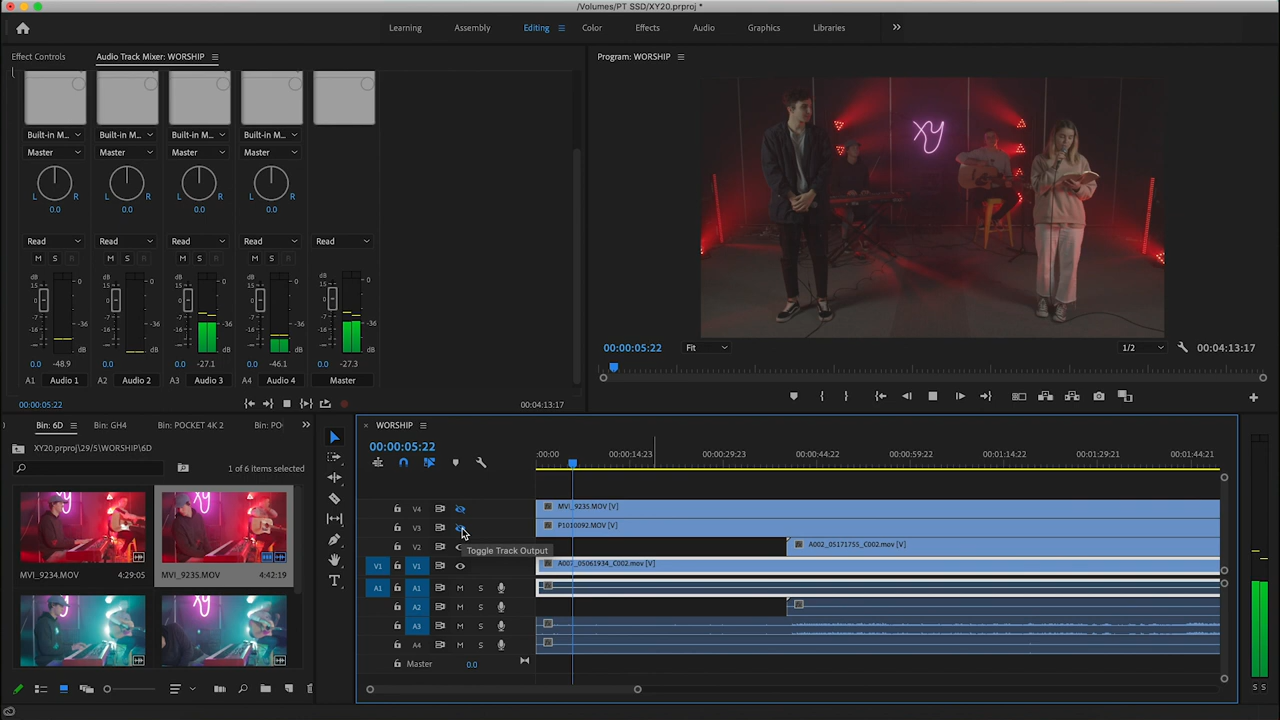 /Volumes/PT SSD/XY20.prproj *
Learning Assembly Editing Color Effects Audio Graphics Libraries
Effect Controls Audio Track Mixer: WORSHIP
Program: WORSHIP
xy
Built-in M... Built-in M... Built-in M... Built-in M...
Master Master Master Master
L R L R L R L R
0.0 0.0 0.0 0.0
Read Read Read Read Read
M S R M S R M S R M S R
dB dB dB dB dB
15 0 15 0 15 0 15 0 15 0
0 0 0 0 0
-7 -36 -7 -36 -7 -36 -7 -36 -7 -36
-16 -16 -16 -16 -16
0.0 -48.9 0.0 0.0 -27.1 0.0 -46.1 0.0 -27.3
A1 Audio 1 A2 Audio 2 A3 Audio 3 A4 Audio 4 Master
00:00:05:22 00:04:13:17
00:00:05:22 Fit 1/2 00:04:13:17
Bin: 6D Bin: GH4 Bin: POCKET 4K 2 Bin: PO
XY20.prproj\29/5\WORSHIP\6D
1 of 6 Items selected
MVI_9234.MOV 4:29:05
MVI_9235.MOV 4:42:19
WORSHIP
00:00:05:22
:00:00 00:00:14:23 00:00:29:23 00:00:44:22 00:00:59:22 00:01:14:22 00:01:29:21 00:01:44:21
V4 MVI_9235.MOV [V]
V3 P1010092.MOV [V]
V2 A002_05171755_C002.mov [V]
Toggle Track Output
V1 V1 A007_05061934_C002.mov [V]
A1 A1 M S
A2 M S
A3 M S
A4 M S
Master 0.0
S S